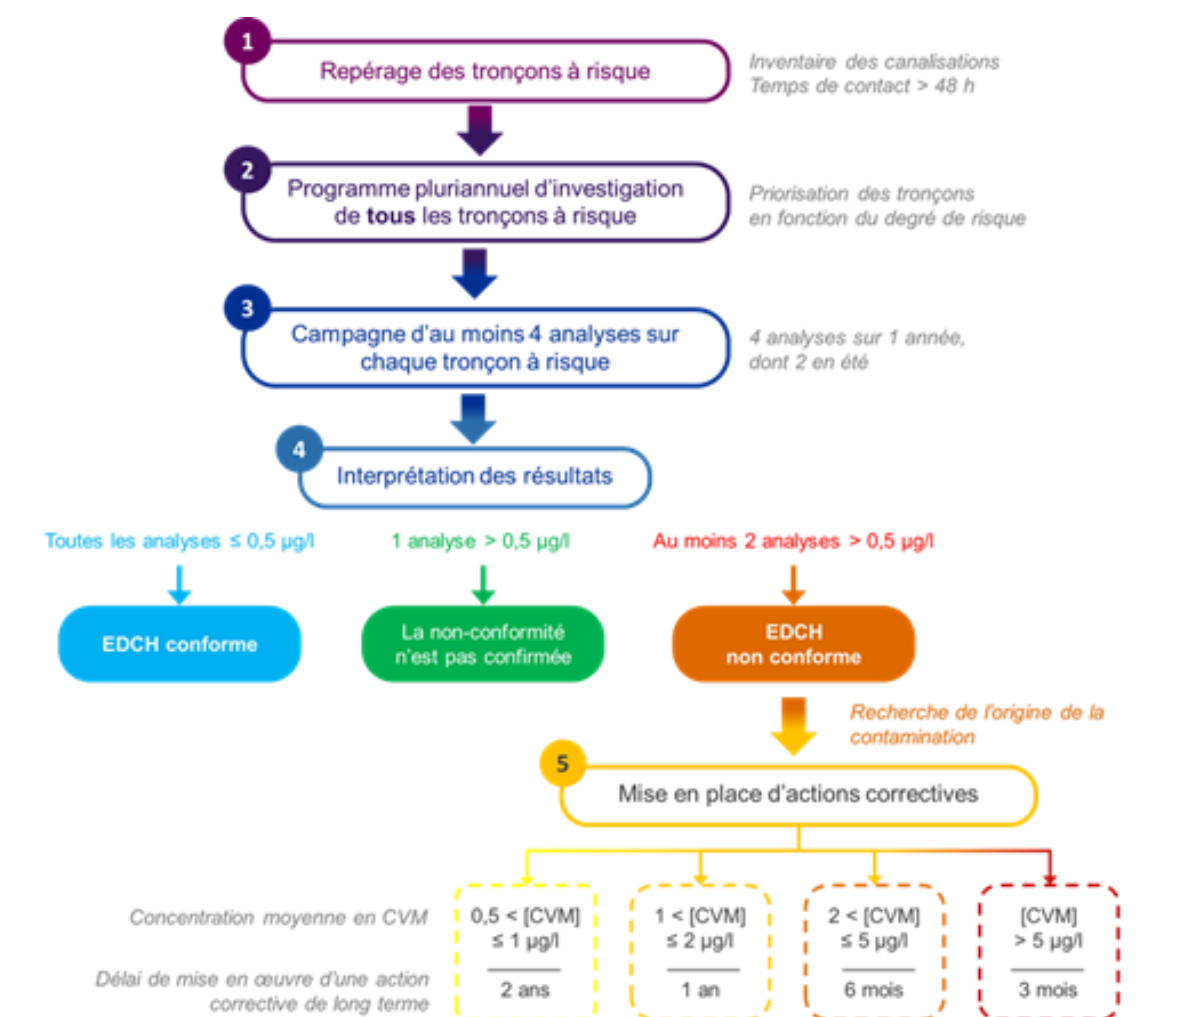 1
Repérage des tronçons à risque
Inventaire des canalisations
Temps de contact > 48 h
2
Programme pluriannuel d'investigation
de tous les tronçons à risque
Priorisation des tronçons
en fonction du degré de risque
3
Campagne d'au moins 4 analyses sur
chaque tronçon à risque
4 analyses sur 1 année,
dont 2 en été
4
Interprétation des résultats
Toutes les analyses ≤ 0,5 µg/l
1 analyse > 0,5 µg/l
Au moins 2 analyses > 0,5 µg/l
EDCH conforme
La non-conformité
n'est pas confirmée
EDCH
non conforme
Recherche de l'origine de la
contamination
5
Mise en place d'actions correctives
Concentration moyenne en CVM
0,5 < [CVM]
≤ 1 µg/l
1 < [CVM]
≤ 2 µg/l
2 < [CVM]
≤ 5 µg/l
[CVM]
> 5 µg/l
Délai de mise en œuvre d'une action
corrective de long terme
2 ans
1 an
6 mois
3 mois